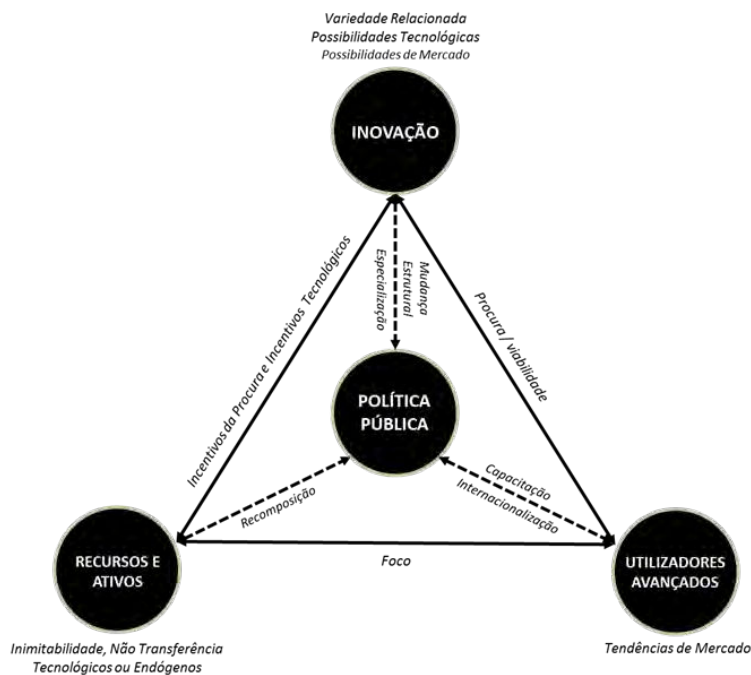 Variedade Relacionada
Possibilidades Tecnológicas
Possibilidades de Mercado
INOVAÇÃO
Incentivos da Procura e Incentivos Tecnológicos
Mudança
Estrutural
Especialização
Procura / viabilidade
POLÍTICA
PÚBLICA
Recomposição
Capacitação
Internacionalização
RECURSOS E
ATIVOS
Foco
UTILIZADORES
AVANÇADOS
Inimitabilidade, Não Transferência
Tecnológicos ou Endógenos
Tendências de Mercado